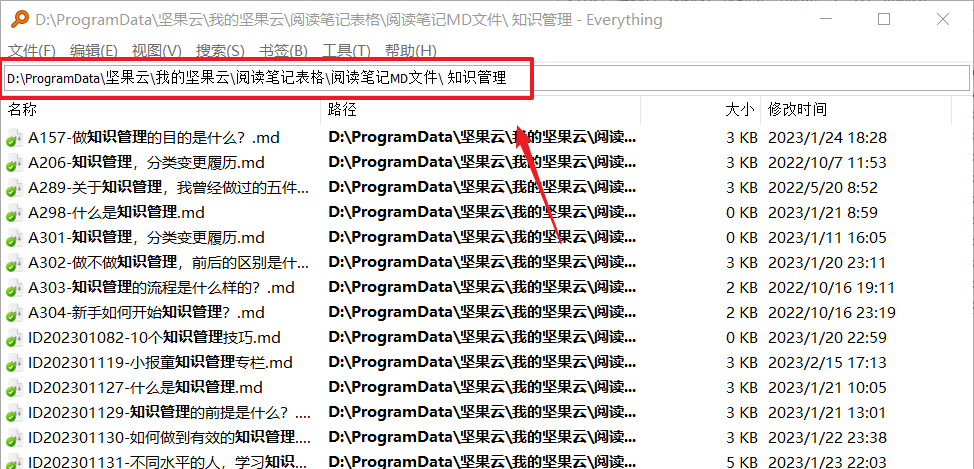 D:\ProgramData\坚果云\我的坚果云\阅读笔记表格\阅读笔记MD文件\ 知识管理 - Everything
文件(F) 编辑(E) 视图(V) 搜索(S) 书签(B) 工具(T) 帮助(H)
D:\ProgramData\坚果云\我的坚果云\阅读笔记表格\阅读笔记MD文件\ 知识管理
名称 路径 大小 修改时间
A157-做知识管理的目的是什么？.md D:\ProgramData\坚果云\我的坚果云\阅读... 3 KB 2023/1/24 18:28
A206-知识管理，分类变更履历.md D:\ProgramData\坚果云\我的坚果云\阅读... 3 KB 2022/10/7 11:53
A289-关于知识管理，我曾经做过的五件... D:\ProgramData\坚果云\我的坚果云\阅读... 3 KB 2022/5/20 8:52
A298-什么是知识管理.md D:\ProgramData\坚果云\我的坚果云\阅读... 0 KB 2023/1/21 8:59
A301-知识管理，分类变更履历.md D:\ProgramData\坚果云\我的坚果云\阅读... 0 KB 2023/1/11 16:05
A302-做不做知识管理，前后的区别是什... D:\ProgramData\坚果云\我的坚果云\阅读... 3 KB 2023/1/20 23:11
A303-知识管理的流程是什么样的？.md D:\ProgramData\坚果云\我的坚果云\阅读... 2 KB 2022/10/16 19:11
A304-新手如何开始知识管理？.md D:\ProgramData\坚果云\我的坚果云\阅读... 2 KB 2022/10/16 23:19
ID202301082-10个知识管理技巧.md D:\ProgramData\坚果云\我的坚果云\阅读... 0 KB 2023/1/20 22:59
ID202301119-小报童知识管理专栏.md D:\ProgramData\坚果云\我的坚果云\阅读... 3 KB 2023/2/15 17:13
ID202301127-什么是知识管理.md D:\ProgramData\坚果云\我的坚果云\阅读... 3 KB 2023/1/21 10:05
ID202301129-知识管理的前提是什么？.... D:\ProgramData\坚果云\我的坚果云\阅读... 3 KB 2023/1/21 13:01
ID202301130-如何做到有效的知识管理.... D:\ProgramData\坚果云\我的坚果云\阅读... 3 KB 2023/1/22 23:38
ID202301131-不同水平的人，学习知识... D:\ProgramData\坚果云\我的坚果云\阅读... 5 KB 2023/1/23 22:03